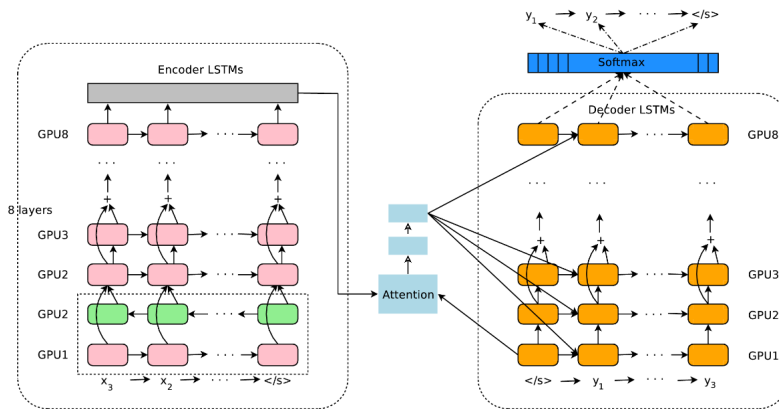 y1 y2 · · · </s>
Softmax
Encoder LSTMs
Decoder LSTMs
GPU8
GPU8
· · · · · · · · ·
· · · · · ·
8 layers
+ + +
+ + +
GPU3
GPU3
GPU2
Attention
GPU2
GPU2
GPU1
GPU1
x3 x2 · · · </s>
</s> y1 · · · y3